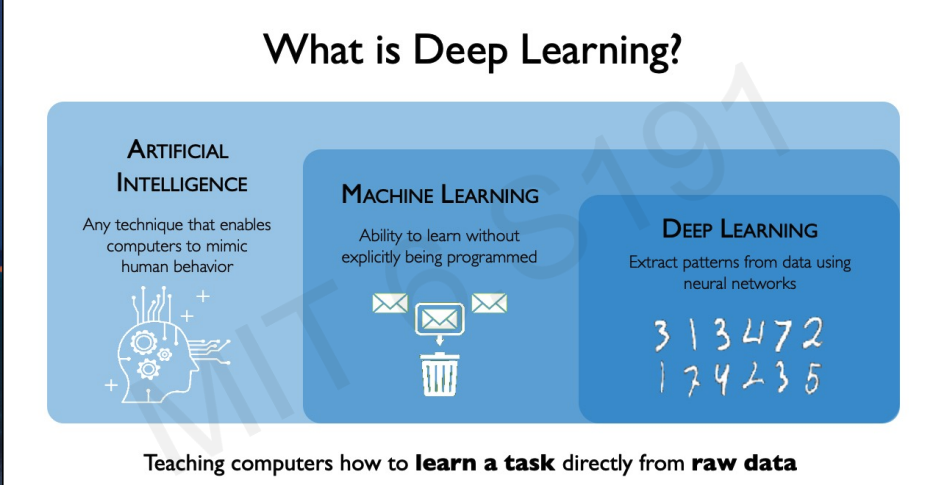 What is Deep Learning?
ARTIFICIAL
INTELLIGENCE
Any technique that enables
computers to mimic
human behavior
MACHINE LEARNING
Ability to learn without
explicitly being programmed
DEEP LEARNING
Extract patterns from data using
neural networks
3 1 3 4 7 2
1 7 4 2 3 5
Teaching computers how to learn a task directly from raw data
MIT 6 S191